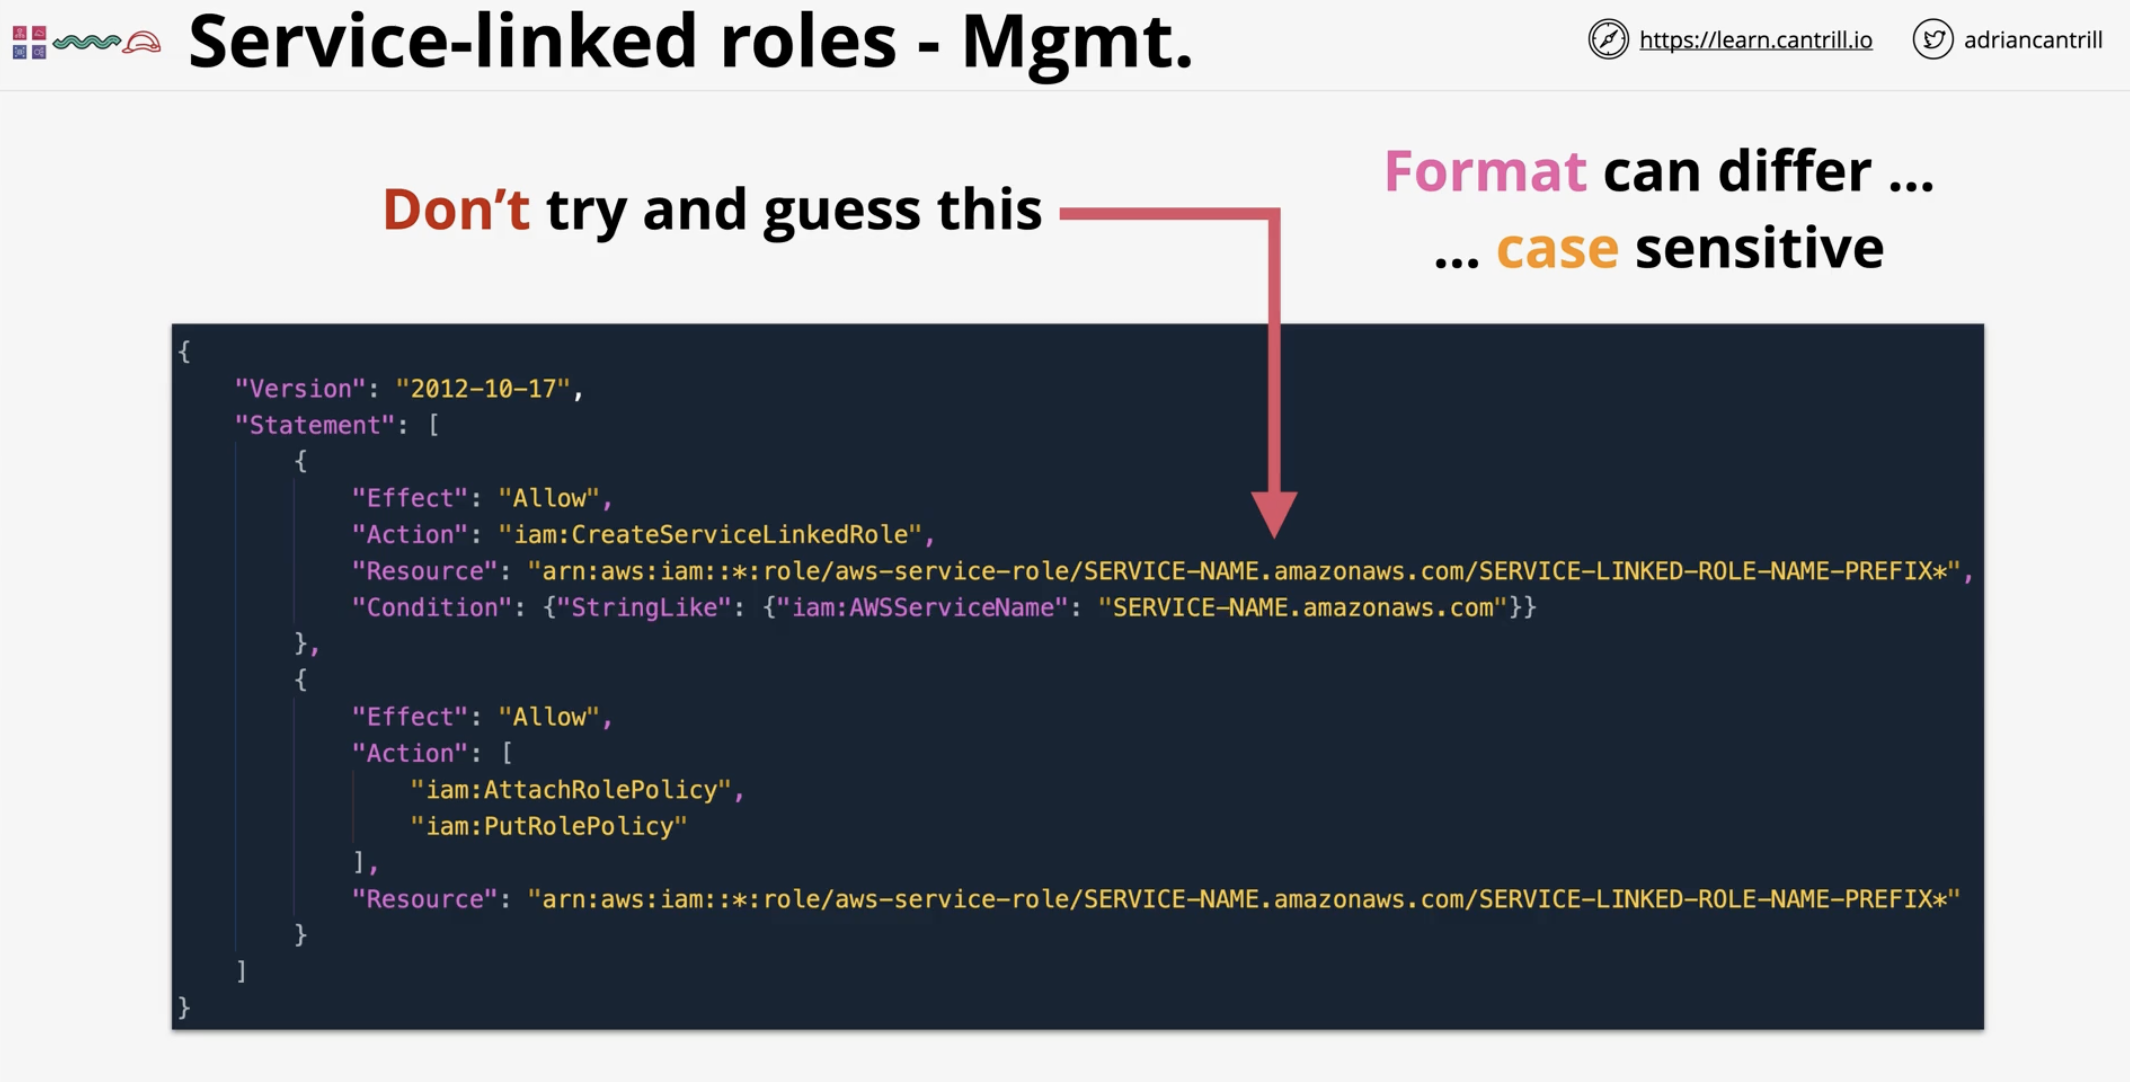 Service-linked roles - Mgmt.
https://learn.cantrill.io
adriancantrill
Don’t try and guess this
Format can differ ...
... case sensitive
{
    "Version": "2012-10-17",
    "Statement": [
        {
            "Effect": "Allow",
            "Action": "iam:CreateServiceLinkedRole",
            "Resource": "arn:aws:iam::*:role/aws-service-role/SERVICE-NAME.amazonaws.com/SERVICE-LINKED-ROLE-NAME-PREFIX*",
            "Condition": {"StringLike": {"iam:AWSServiceName": "SERVICE-NAME.amazonaws.com"}}
        },
        {
            "Effect": "Allow",
            "Action": [
                "iam:AttachRolePolicy",
                "iam:PutRolePolicy"
            ],
            "Resource": "arn:aws:iam::*:role/aws-service-role/SERVICE-NAME.amazonaws.com/SERVICE-LINKED-ROLE-NAME-PREFIX*"
        }
    ]
}